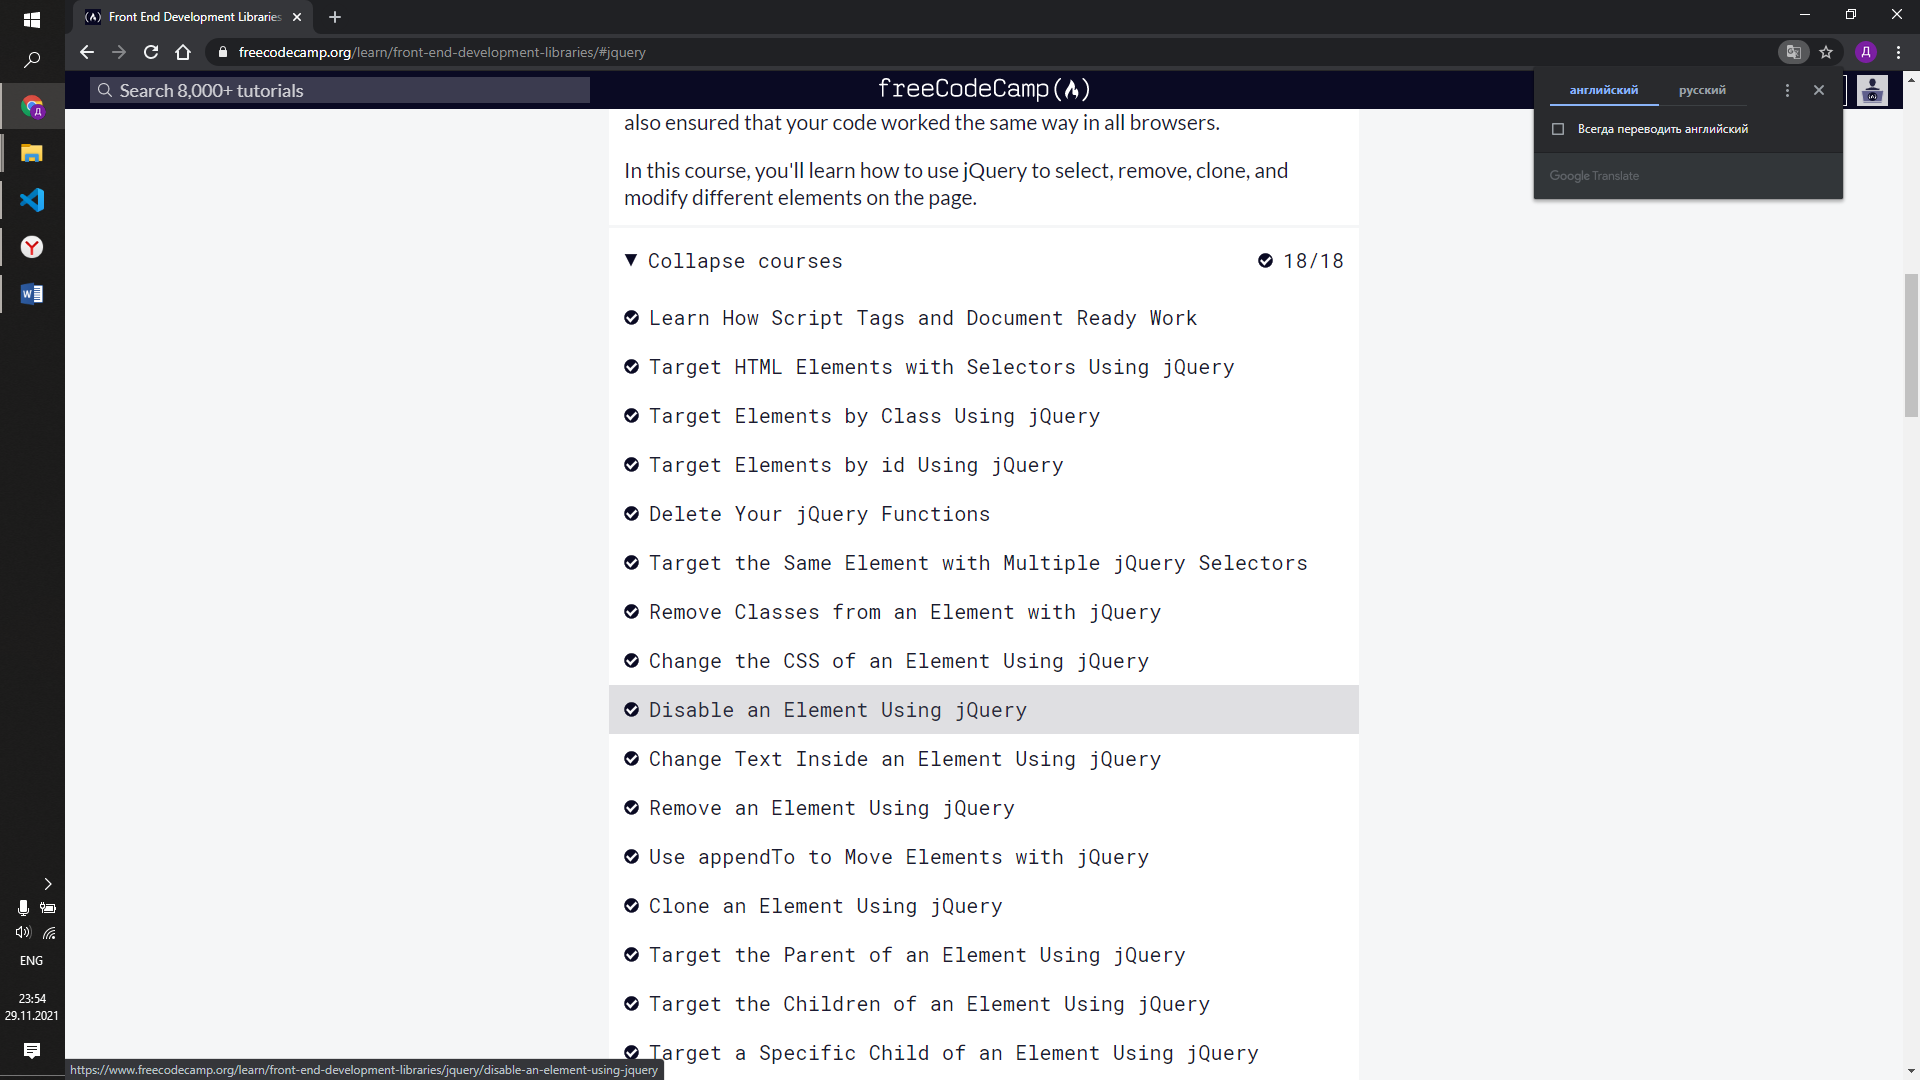 Front End Development Libraries
freecodecamp.org/learn/front-end-development-libraries/#jquery
Д
Search 8,000+ tutorials
freeCodeCamp
английский
русский
Всегда переводить английский
Google Translate
also ensured that your code worked the same way in all browsers.
In this course, you'll learn how to use jQuery to select, remove, clone, and
modify different elements on the page.
Collapse courses
18/18
Learn How Script Tags and Document Ready Work
Target HTML Elements with Selectors Using jQuery
Target Elements by Class Using jQuery
Target Elements by id Using jQuery
Delete Your jQuery Functions
Target the Same Element with Multiple jQuery Selectors
Remove Classes from an Element with jQuery
Change the CSS of an Element Using jQuery
Disable an Element Using jQuery
Change Text Inside an Element Using jQuery
Remove an Element Using jQuery
Use appendTo to Move Elements with jQuery
Clone an Element Using jQuery
Target the Parent of an Element Using jQuery
Target the Children of an Element Using jQuery
Target a Specific Child of an Element Using jQuery
ENG
23:54
29.11.2021
https://www.freecodecamp.org/learn/front-end-development-libraries/jquery/disable-an-element-using-jquery